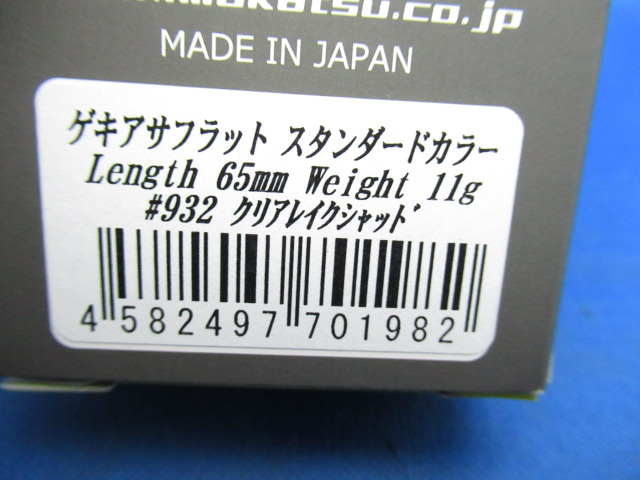 MADE IN JAPAN
ゲキアサフラット スタンダードカラー
Length 65mm Weight 11g
#932 クリアレイクシャッド
4 582497 701982